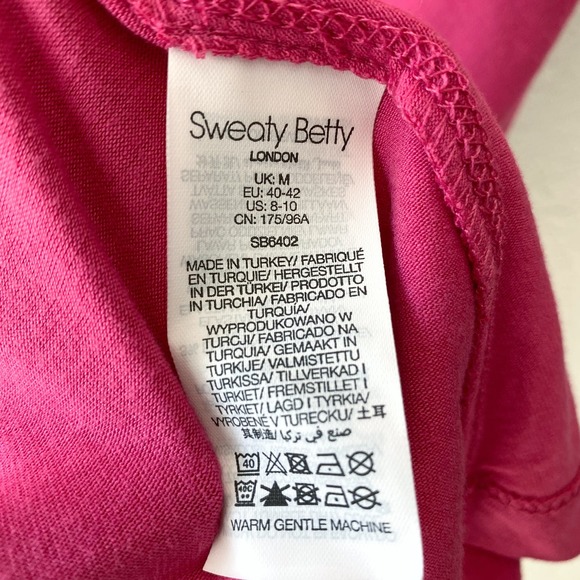 Sweaty Betty
LONDON
UK: M
EU: 40-42
US: 8-10
CN: 175/96A
SB6402
MADE IN TURKEY/ FABRIQUÉ
EN TURQUIE/ HERGESTELLT
IN DER TÜRKEI/ PRODOTTO
IN TURCHIA/ FABRICADO EN
TURQUÍA/
WYPRODUKOWANO W
TURCJI/ FABRICADO NA
TURQUIA/ GEMAAKT IN
TURKIJE/ VALMISTETTU
TURKISSA/ TILLVERKAD I
TURKIET/ FREMSTILLET I
TYRKIET/ LAGD I TYRKIA/
VYROBENÉ V TURECKU/ 土耳
其制造/ صنع في تركيا
40
40C
WARM GENTLE MACHINE